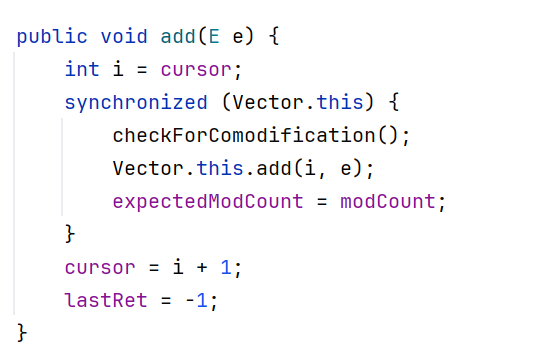 public void add(E e) {
    int i = cursor;
    synchronized (Vector.this) {
        checkForComodification();
        Vector.this.add(i, e);
        expectedModCount = modCount;
    }
    cursor = i + 1;
    lastRet = -1;
}